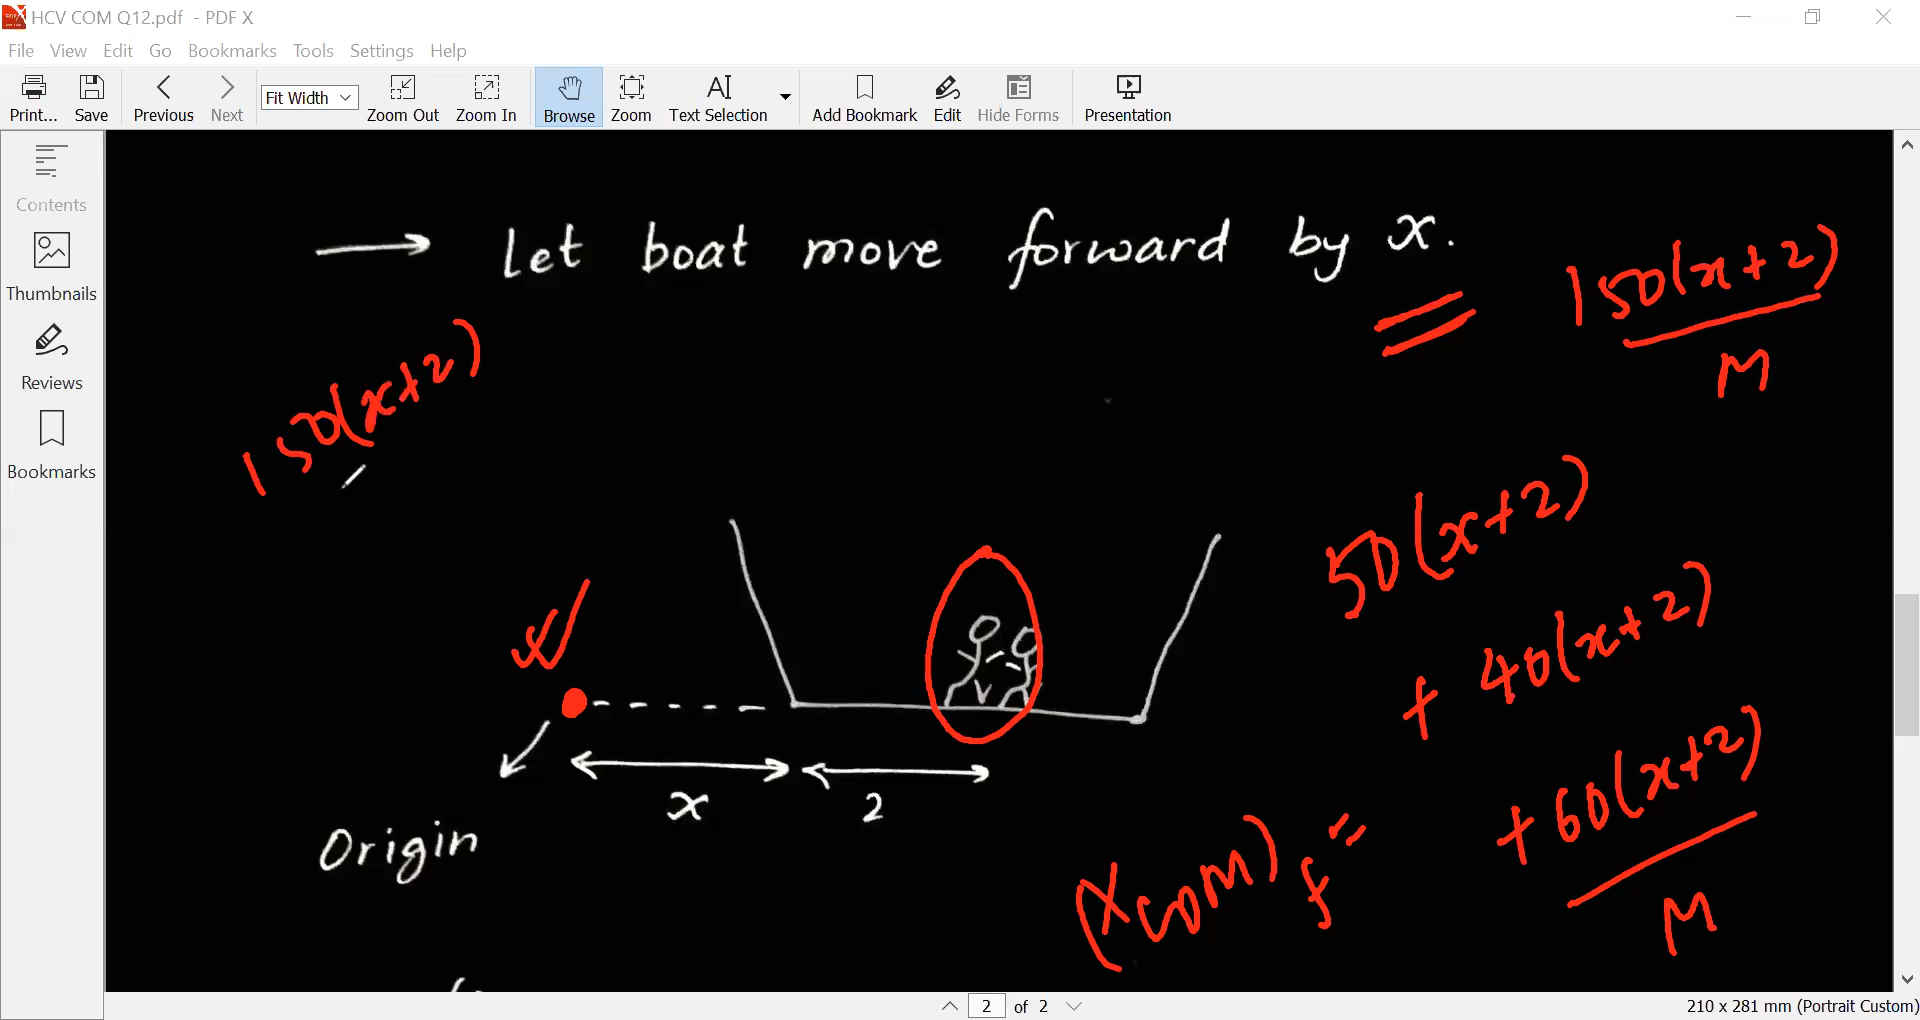 HCV COM Q12.pdf - PDF X
File View Edit Go Bookmarks Tools Settings Help
Print... Save Previous Next Fit Width Zoom Out Zoom In Browse Zoom Text Selection Add Bookmark Edit Hide Forms Presentation
Contents
Thumbnails
Reviews
Bookmarks
→ Let boat move forward by x.
150(x+2)
M
150(x+2)
50(x+2)
+ 40(x+2)
+ 60(x+2)
M
(XCOM)f =
x
2
Origin
2 of 2
210 x 281 mm (Portrait Custom)